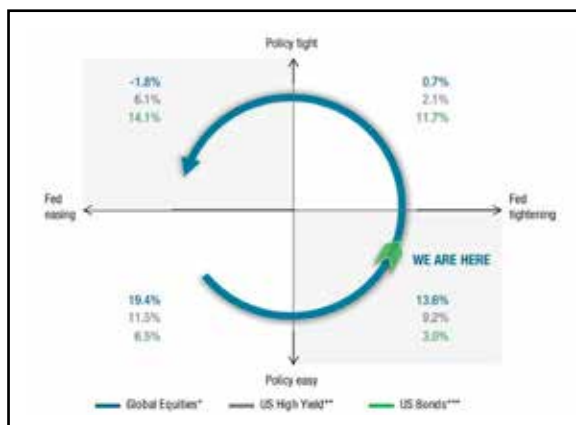 Policy tight
-1.8%
6.1%
14.1%
0.7%
2.1%
11.7%
Fed
easing
Fed
tightening
WE ARE HERE
19.4%
11.5%
6.5%
13.6%
9.2%
3.0%
Policy easy
Global Equities* US High Yield** US Bonds***